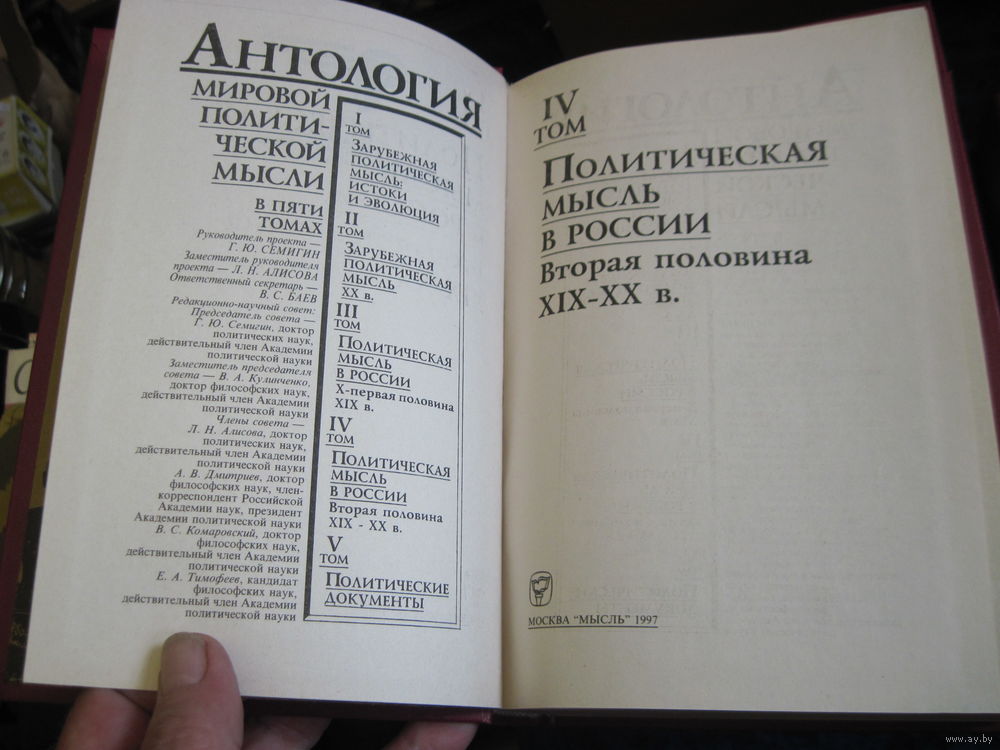 Антология
мировой
полити-
ческой
мысли
в пяти
томах
Руководитель проекта —
Г. Ю. СЕМИГИН
Заместитель руководителя
проекта — Л. Н. АЛИСОВА
Ответственный секретарь —
В. С. БАЕВ
Редакционно-научный совет:
Председатель совета —
Г. Ю. Семигин, доктор
политических наук,
действительный член Академии
политической науки
Заместитель председателя
совета — В. А. Кулинченко,
доктор философских наук,
действительный член Академии
политической науки
Члены совета —
Л. Н. Алисова, доктор
политических наук,
действительный член Академии
политической науки
А. В. Дмитриев, доктор
философских наук, член-
корреспондент Российской
Академии наук, президент
Академии политической науки
В. С. Комаровский, доктор
философских наук,
действительный член Академии
политической науки
Е. А. Тимофеев, кандидат
философских наук,
действительный член Академии
политической науки
I
том
Зарубежная
политическая
мысль:
истоки
и эволюция
II
том
Зарубежная
политическая
мысль
XX в.
III
том
Политическая
мысль
в России
X-первая половина
XIX в.
IV
том
Политическая
мысль
в России
Вторая половина
XIX - XX в.
V
том
Политические
документы
IV
том
Политическая
мысль
в России
Вторая половина
XIX-XX в.
МОСКВА "МЫСЛЬ" 1997
www.ay.by